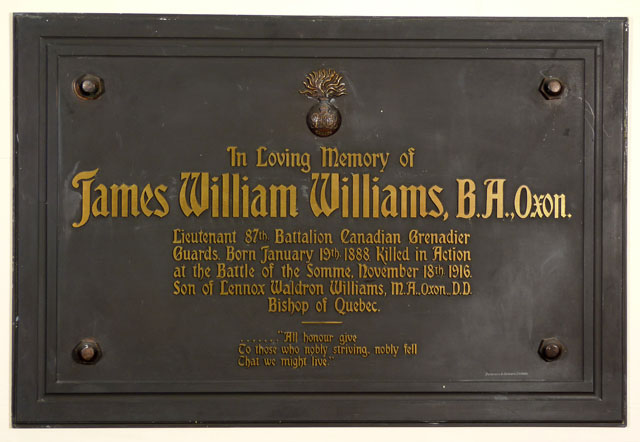 In Loving Memory of
James William Williams, B.A., Oxon.
Lieutenant 87th Battalion Canadian Grenadier
Guards. Born January 19th 1888 Killed in Action
at the Battle of the Somme, November 18th 1916.
Son of Lennox Waldron Williams, M.A., Oxon., D.D.
Bishop of Quebec.
......"All honour give
To those who nobly striving, nobly fell
That we might live."